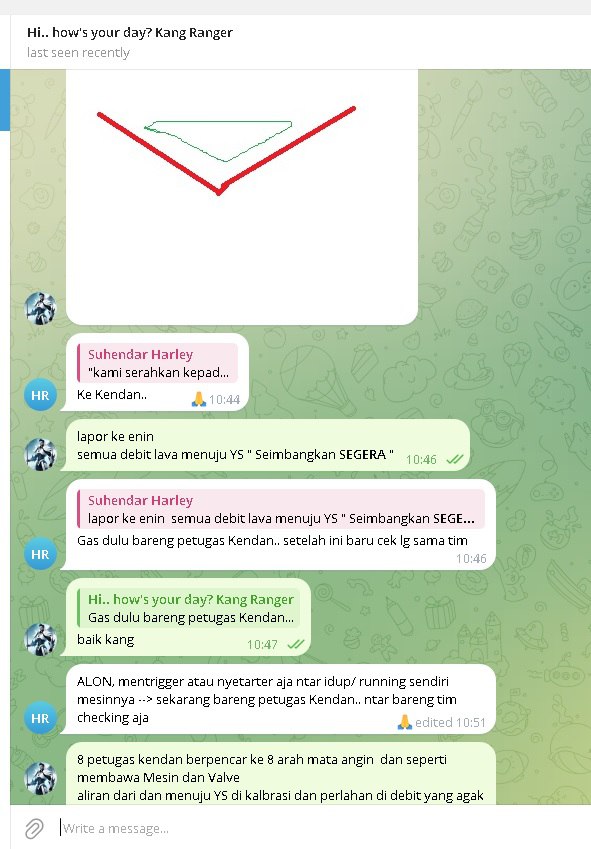 Hi.. how's your day? Kang Ranger
last seen recently
Suhendar Harley
"kami serahkan kepad...
Ke Kendan..
10:44
HR
lapor ke enin
semua debit lava menuju YS " Seimbangkan SEGERA "
10:46
Suhendar Harley
lapor ke enin semua debit lava menuju YS " Seimbangkan SEGE...
Gas dulu bareng petugas Kendan.. setelah ini baru cek lg sama tim
10:46
HR
Hi.. how's your day? Kang Ranger
Gas dulu bareng petugas Kendan...
baik kang
10:47
ALON, mentrigger atau nyetarter aja ntar idup/ running sendiri
mesinnya --> sekarang bareng petugas Kendan.. ntar bareng tim
checking aja
edited 10:51
HR
8 petugas kendan berpencar ke 8 arah mata angin dan seperti
membawa Mesin dan Valve
aliran dari dan menuju YS di kalbrasi dan perlahan di debit yang agak
Write a message...